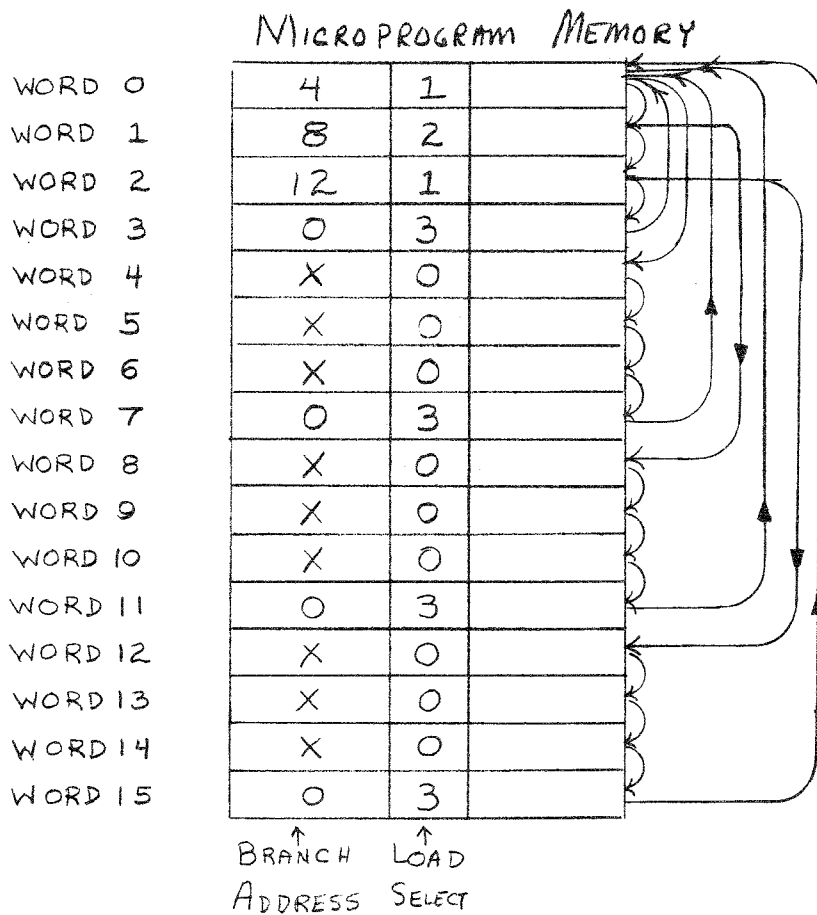 MICROPROGRAM MEMORY
WORD 0 4 1
WORD 1 8 2
WORD 2 12 1
WORD 3 0 3
WORD 4 X 0
WORD 5 X 0
WORD 6 X 0
WORD 7 0 3
WORD 8 X 0
WORD 9 X 0
WORD 10 X 0
WORD 11 0 3
WORD 12 X 0
WORD 13 X 0
WORD 14 X 0
WORD 15 0 3
BRANCH LOAD
ADDRESS SELECT